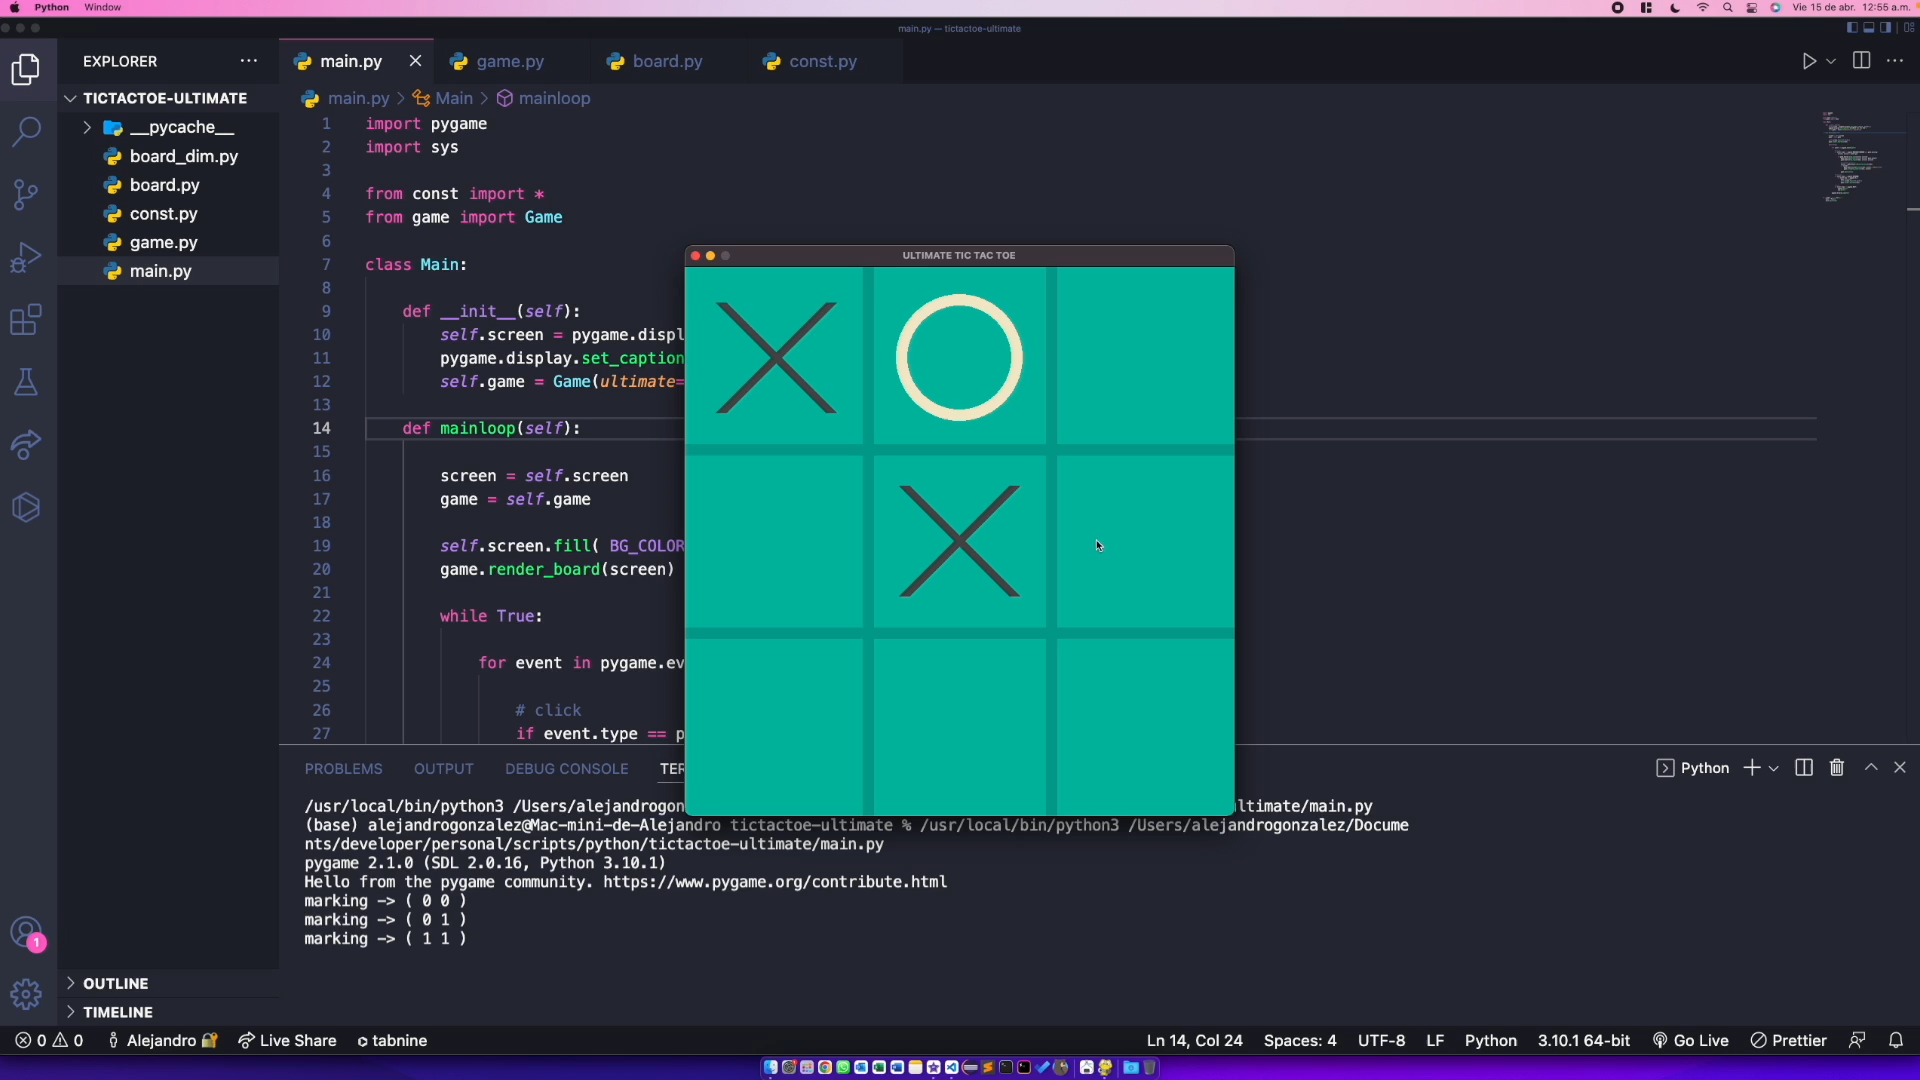 Python Window
Vie 15 de abr. 12:55 a.m.
main.py — tictactoe-ultimate
EXPLORER
main.py
game.py
board.py
const.py
TICTACTOE-ULTIMATE
__pycache__
board_dim.py
board.py
const.py
game.py
main.py
main.py > Main > mainloop
1 import pygame
2 import sys
3
4 from const import *
5 from game import Game
6
7 class Main:
8
9 def __init__(self):
10 self.screen = pygame.displ
11 pygame.display.set_caption
12 self.game = Game(ultimate=
13
14 def mainloop(self):
15
16 screen = self.screen
17 game = self.game
18
19 self.screen.fill( BG_COLOR
20 game.render_board(screen)
21
22 while True:
23
24 for event in pygame.ev
25
26 # click
27 if event.type == p
ULTIMATE TIC TAC TOE
PROBLEMS OUTPUT DEBUG CONSOLE TER
Python
/usr/local/bin/python3 /Users/alejandrogon ltimate/main.py
(base) alejandrogonzalez@Mac-mini-de-Alejandro tictactoe-ultimate % /usr/local/bin/python3 /Users/alejandrogonzalez/Docume
nts/developer/personal/scripts/python/tictactoe-ultimate/main.py
pygame 2.1.0 (SDL 2.0.16, Python 3.10.1)
Hello from the pygame community. https://www.pygame.org/contribute.html
marking -> ( 0 0 )
marking -> ( 0 1 )
marking -> ( 1 1 )
1
OUTLINE
TIMELINE
0 0 Alejandro Live Share tabnine
Ln 14, Col 24 Spaces: 4 UTF-8 LF Python 3.10.1 64-bit Go Live Prettier